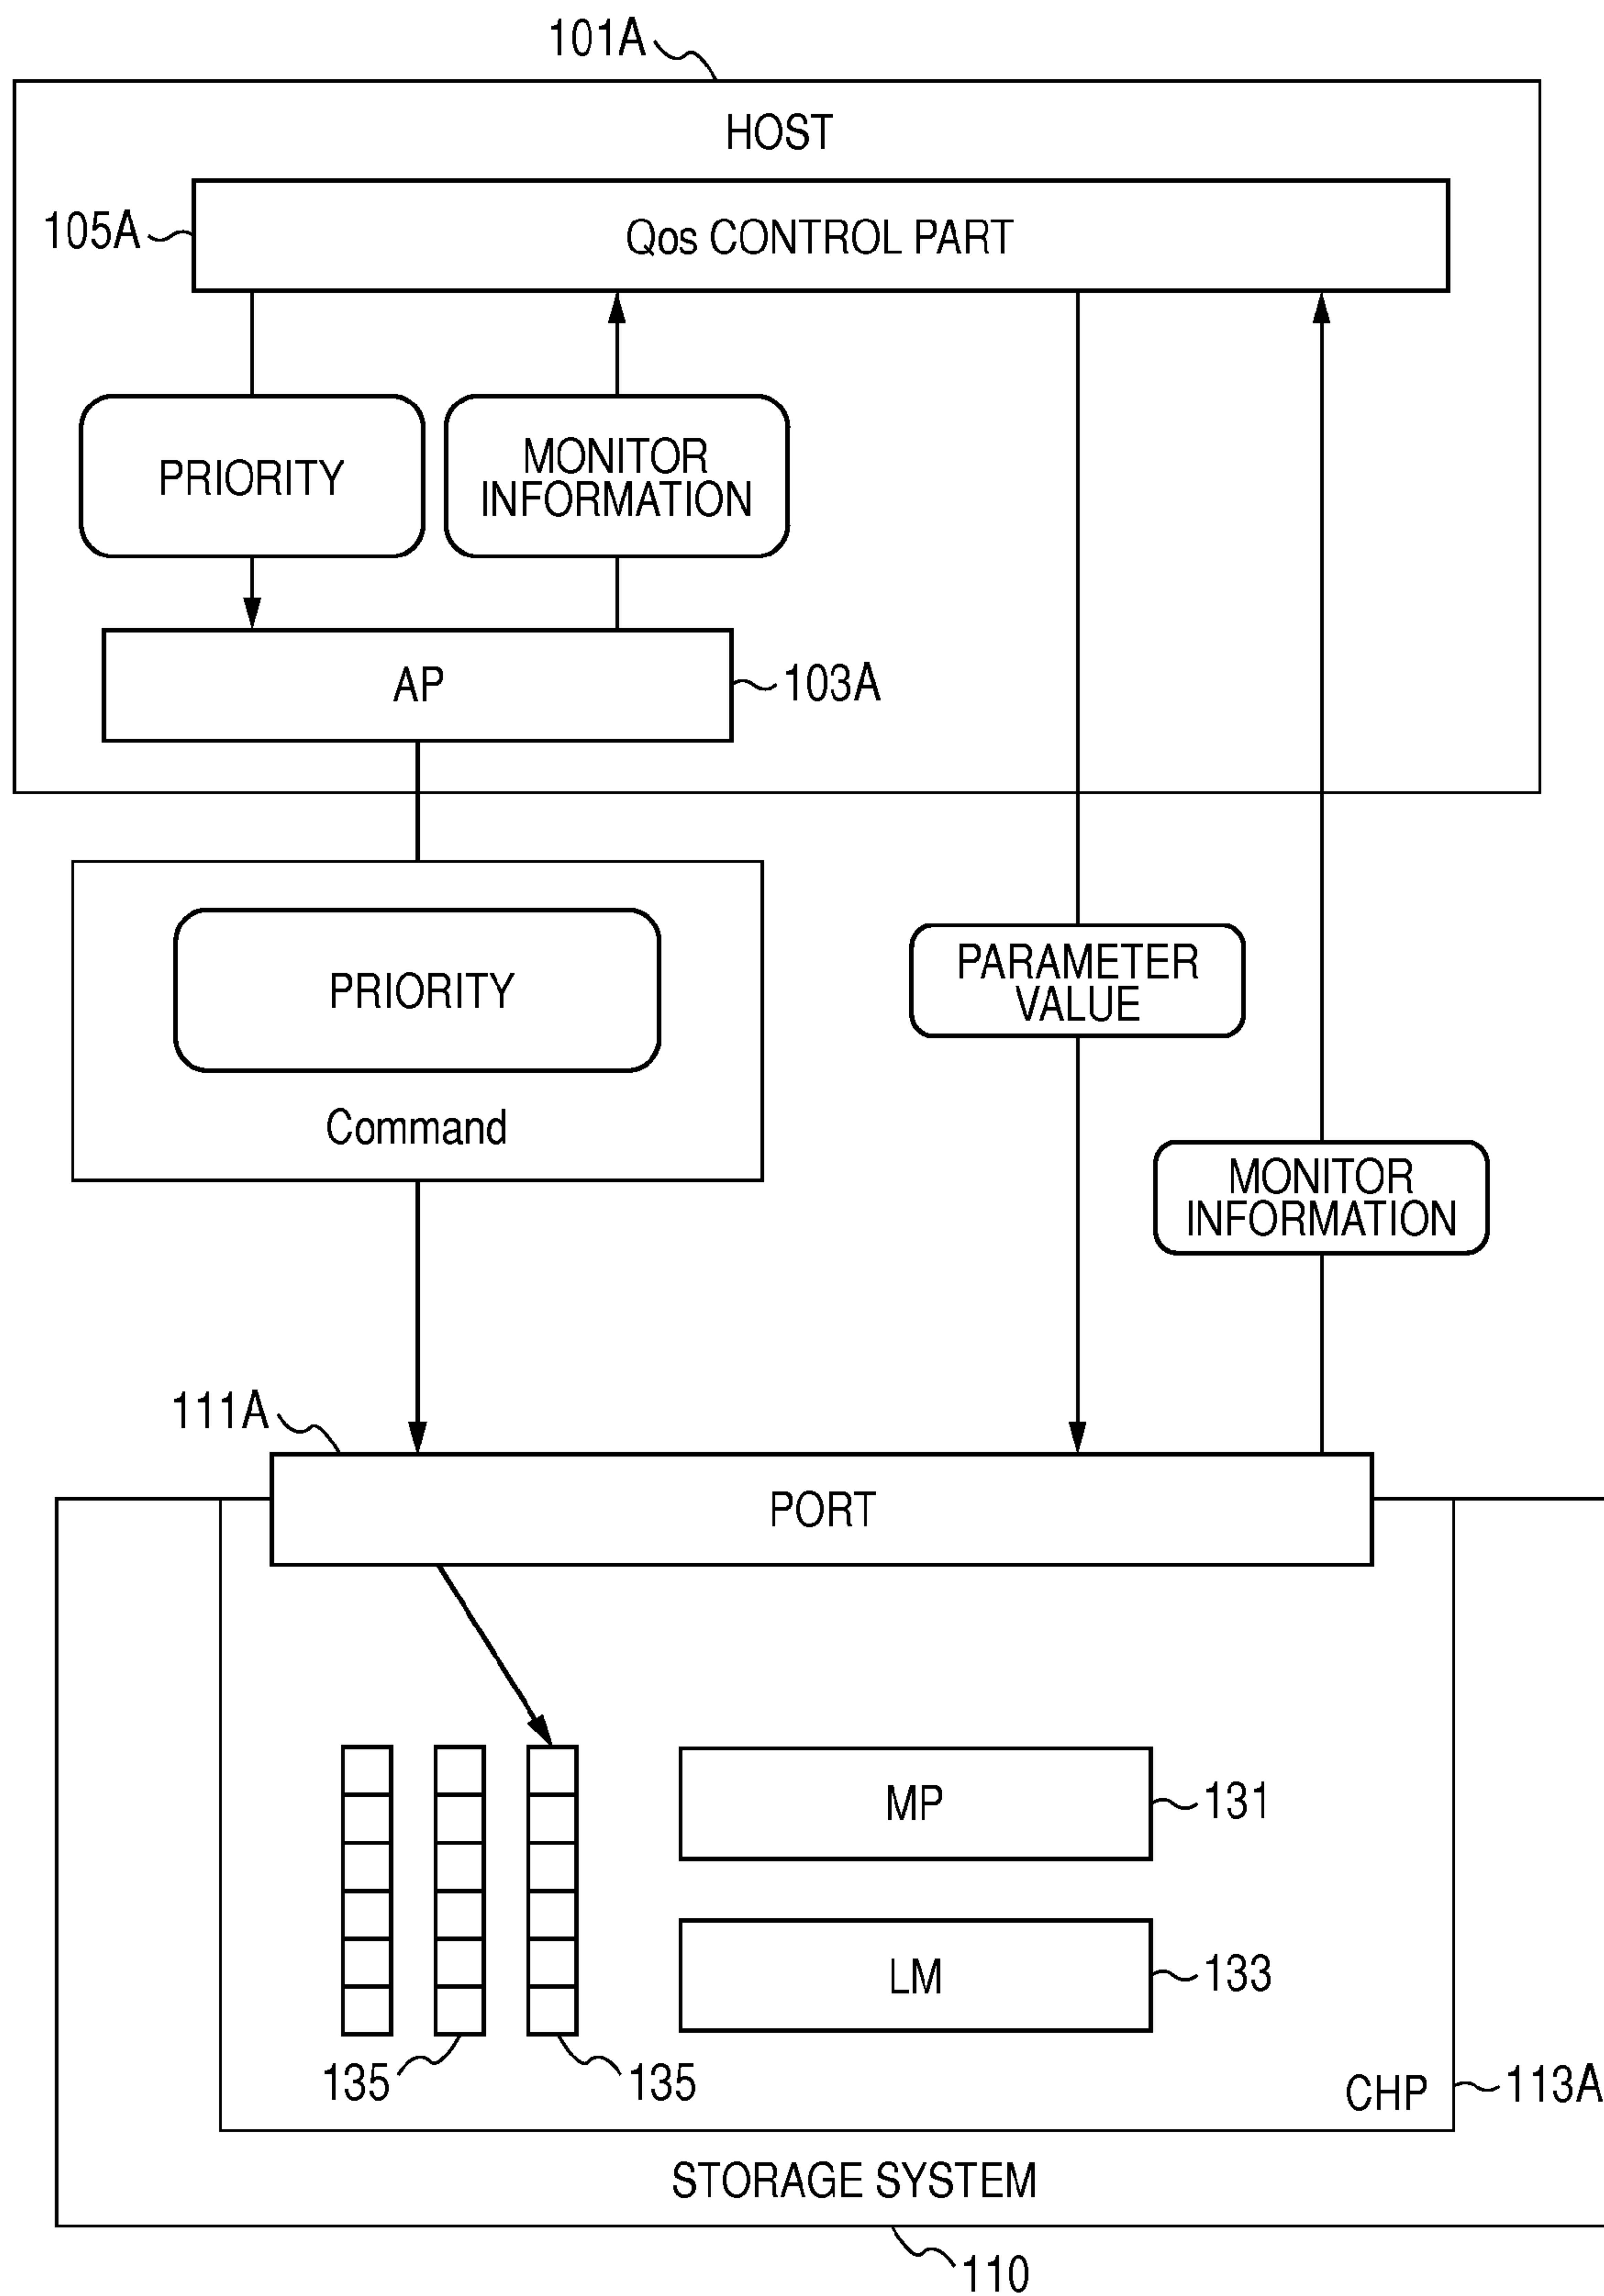 101A
HOST
105A
Qos CONTROL PART
PRIORITY
MONITOR
INFORMATION
AP
103A
PRIORITY
Command
PARAMETER
VALUE
MONITOR
INFORMATION
111A
PORT
MP
131
LM
133
135
135
CHP
113A
STORAGE SYSTEM
110